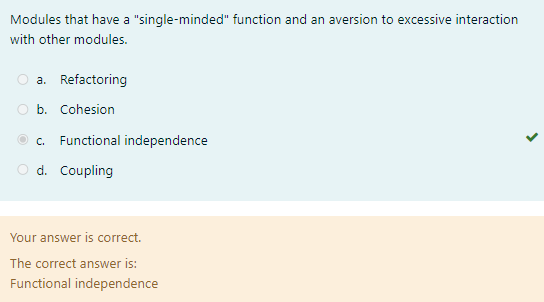 Modules that have a "single-minded" function and an aversion to excessive interaction
with other modules.
a. Refactoring
b. Cohesion
c. Functional independence
d. Coupling
Your answer is correct.
The correct answer is:
Functional independence